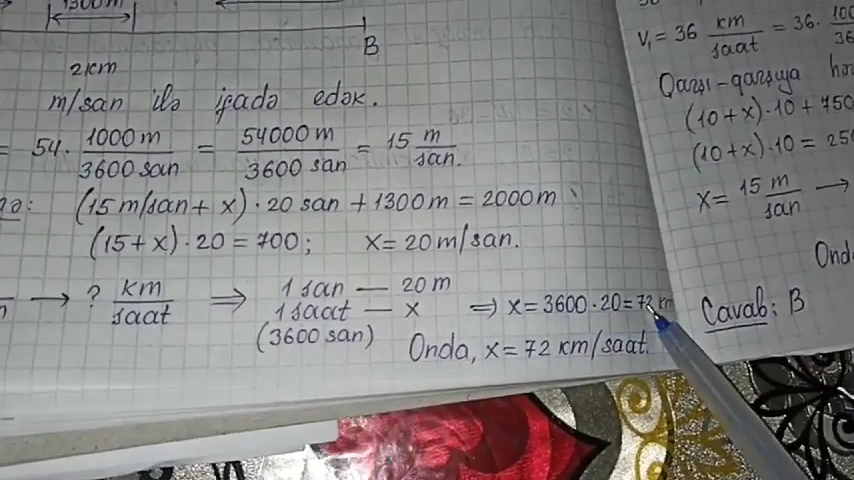 1300m
B
2km
m/san ilə ifadə edək.
= 54 · 1000 m / 3600 san = 54000 m / 3600 san = 15 m / san.
(15 m/san + x) · 20 san + 1300 m = 2000 m
(15 + x) · 20 = 700; x = 20 m/san.
→ ? km / saat ⇒ 1 san — 20 m
1 saat — x ⇒ x = 3600 · 20 = 72 km
(3600 san)
Onda, x = 72 km/saat.
V₁ = 36 km / saat = 36 ·
Qarşı-qarşıya
(10 + x) · 10 + 750
(10 + x) · 10 = 250
x = 15 m / san →
Onda
Cavab: B